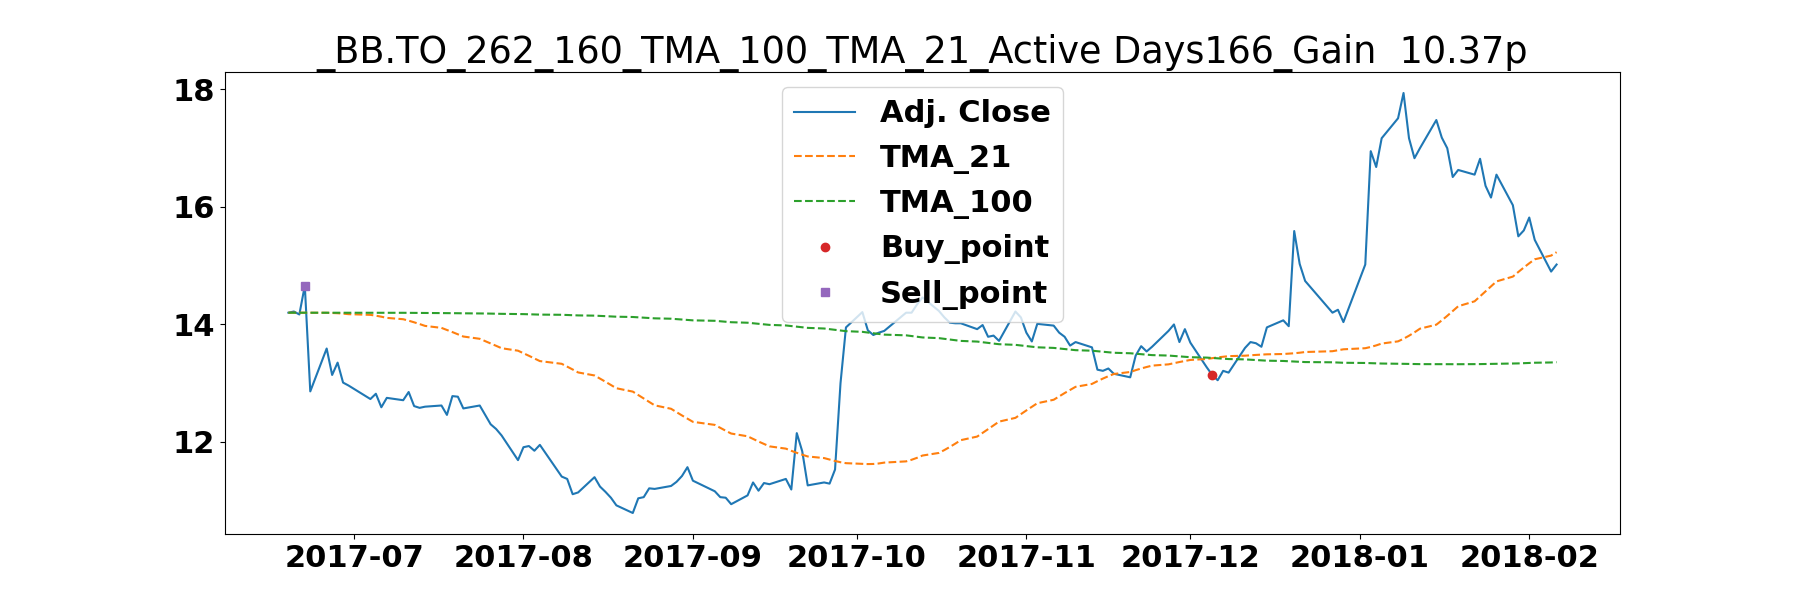 _BB.TO_262_160_TMA_100_TMA_21_Active Days166_Gain  10.37p
18
16
14
12
Adj. Close
TMA_21
TMA_100
Buy_point
Sell_point
2017-07 2017-08 2017-09 2017-10 2017-11 2017-12 2018-01 2018-02